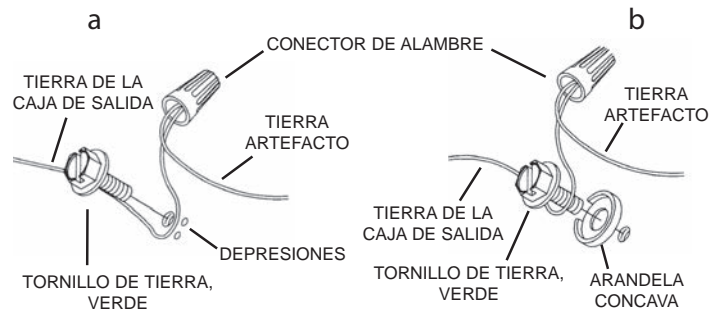 a
b
CONECTOR DE ALAMBRE
TIERRA DE LA
CAJA DE SALIDA
TIERRA
ARTEFACTO
DEPRESIONES
TORNILLO DE TIERRA,
VERDE
TIERRA
ARTEFACTO
TIERRA DE LA
CAJA DE SALIDA
TORNILLO DE TIERRA,
VERDE
ARANDELA
CONCAVA